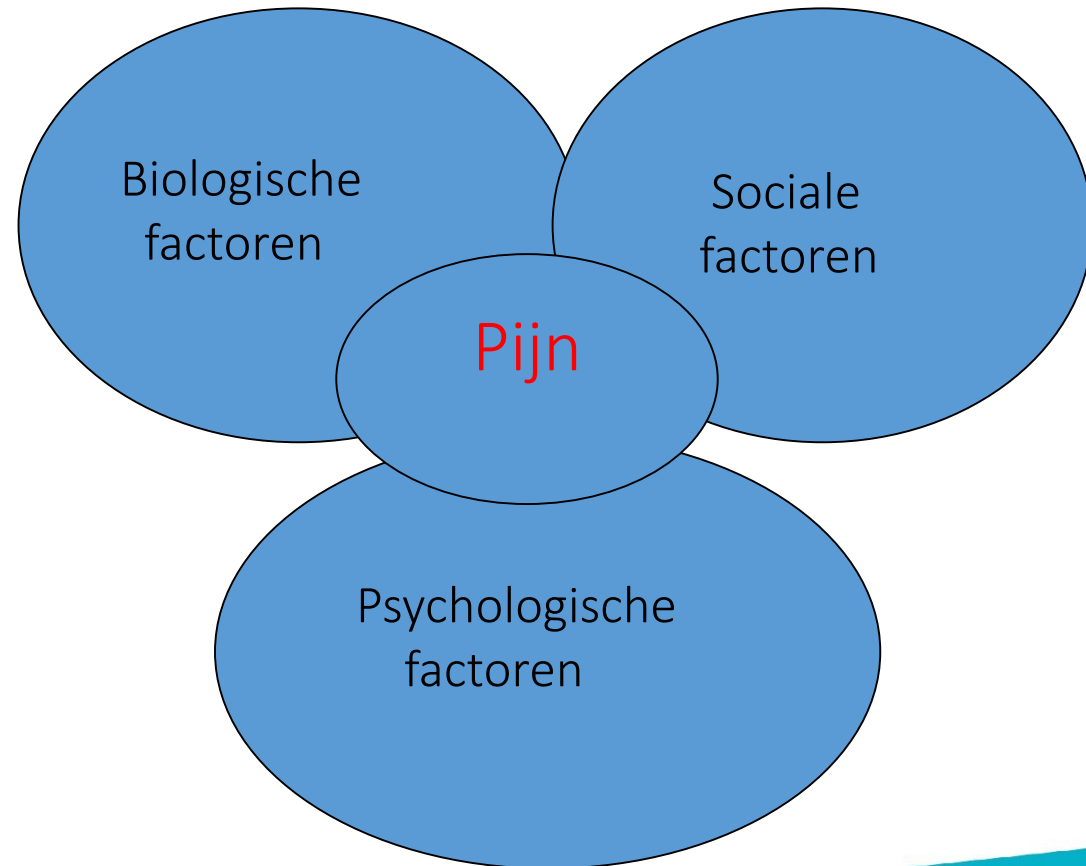 Biologische
factoren
Sociale
factoren
Pijn
Psychologische
factoren